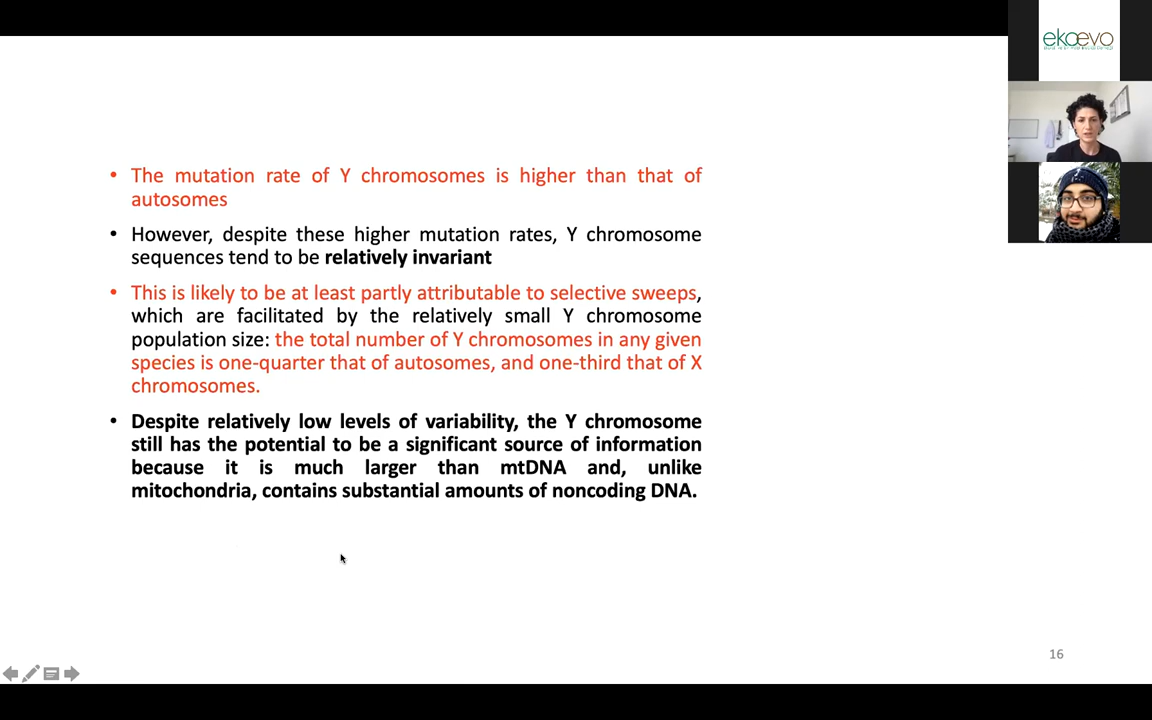 ekoevo
• The mutation rate of Y chromosomes is higher than that of
autosomes
• However, despite these higher mutation rates, Y chromosome
sequences tend to be relatively invariant
• This is likely to be at least partly attributable to selective sweeps,
which are facilitated by the relatively small Y chromosome
population size: the total number of Y chromosomes in any given
species is one-quarter that of autosomes, and one-third that of X
chromosomes.
• Despite relatively low levels of variability, the Y chromosome
still has the potential to be a significant source of information
because it is much larger than mtDNA and, unlike
mitochondria, contains substantial amounts of noncoding DNA.
16